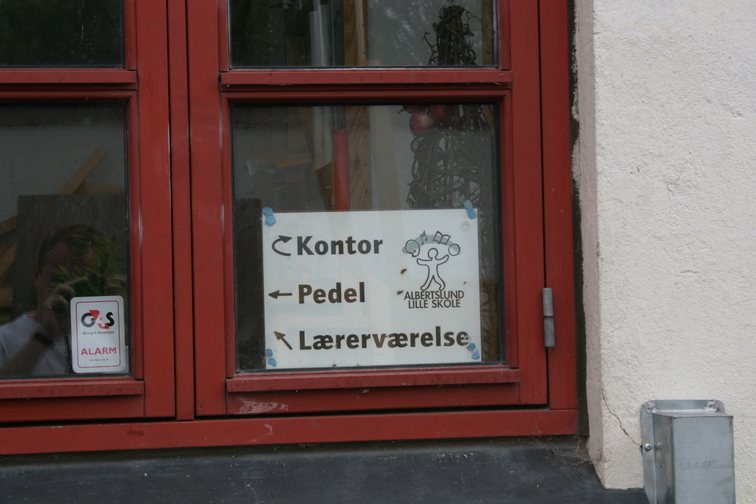 Kontor
Pedel
Lærerværelse
ALBERTSLUND
LILLE SKOLE
G4S
ALARM